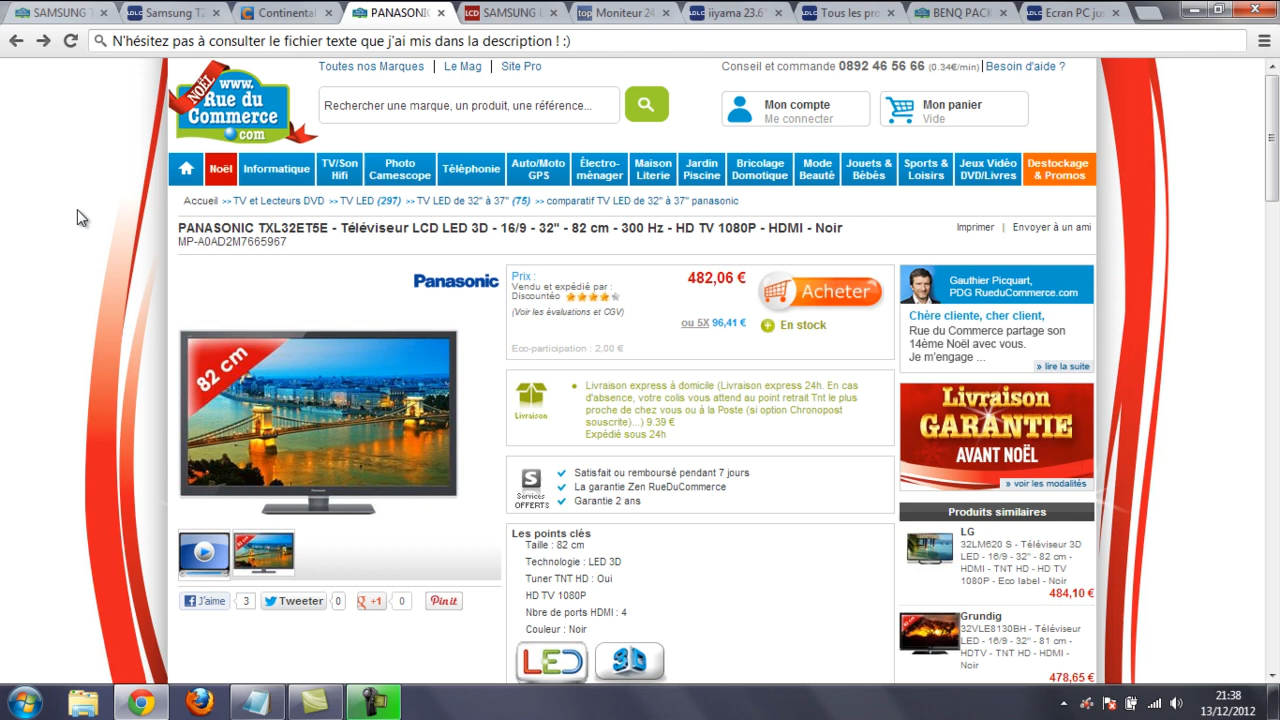 SAMSUNG T
Samsung T2
Continental
PANASONIC
SAMSUNG L
Moniteur 24
iiyama 23.6"
Tous les pro
BENQ PACK
Ecran PC jus
N'hésitez pas à consulter le fichier texte que j'ai mis dans la description ! :)
Toutes nos Marques | Le Mag | Site Pro
Conseil et commande 0892 46 56 66 (0.34€/min) | Besoin d'aide ?
NOËL
www.
Rue du
Commerce
.com
Rechercher une marque, un produit, une référence...
Mon compte
Me connecter
Mon panier
Vide
Noël
Informatique
TV/Son
Hifi
Photo
Camescope
Téléphonie
Auto/Moto
GPS
Électro-
ménager
Maison
Literie
Jardin
Piscine
Bricolage
Domotique
Mode
Beauté
Jouets &
Bébés
Sports &
Loisirs
Jeux Vidéo
DVD/Livres
Destockage
& Promos
Accueil >> TV et Lecteurs DVD >> TV LED (297) >> TV LED de 32" à 37" (75) >> comparatif TV LED de 32" à 37" panasonic
PANASONIC TXL32ET5E - Téléviseur LCD LED 3D - 16/9 - 32" - 82 cm - 300 Hz - HD TV 1080P - HDMI - Noir
MP-A0AD2M7665967
Imprimer | Envoyer à un ami
Panasonic
82 cm
Prix :
Vendu et expédié par :
Discountéo
(Voir les évaluations et CGV)
482,06 €
ou 5X 96,41 €
Acheter
En stock
Eco-participation : 2,00 €
Livraison
Livraison express à domicile (Livraison express 24h. En cas
d'absence, votre colis vous attend au point retrait Tnt le plus
proche de chez vous ou à la Poste (si option Chronopost
souscrite)...) 9.39 €
Expédié sous 24h
S
Services
OFFERTS
Satisfait ou remboursé pendant 7 jours
La garantie Zen RueDuCommerce
Garantie 2 ans
Les points clés
Taille : 82 cm
Technologie : LED 3D
Tuner TNT HD : Oui
HD TV 1080P
Nbre de ports HDMI : 4
Couleur : Noir
LED
3D
J'aime 3
Tweeter 0
+1 0
Pin it
Gauthier Picquart,
PDG RueduCommerce.com
Chère cliente, cher client,
Rue du Commerce partage son
14ème Noël avec vous.
Je m'engage ...
» lire la suite
Livraison
GARANTIE
AVANT NOËL
» voir les modalités
Produits similaires
LG
32LM620 S - Téléviseur 3D
LED - 16/9 - 32" - 82 cm -
HDMI - TNT HD - HD TV
1080P - Eco label - Noir
484,10 €
Grundig
32VLE8130BH - Téléviseur
LED - 16/9 - 32" - 81 cm -
HDTV - TNT HD - HDMI -
Noir
478,65 €
21:38
13/12/2012